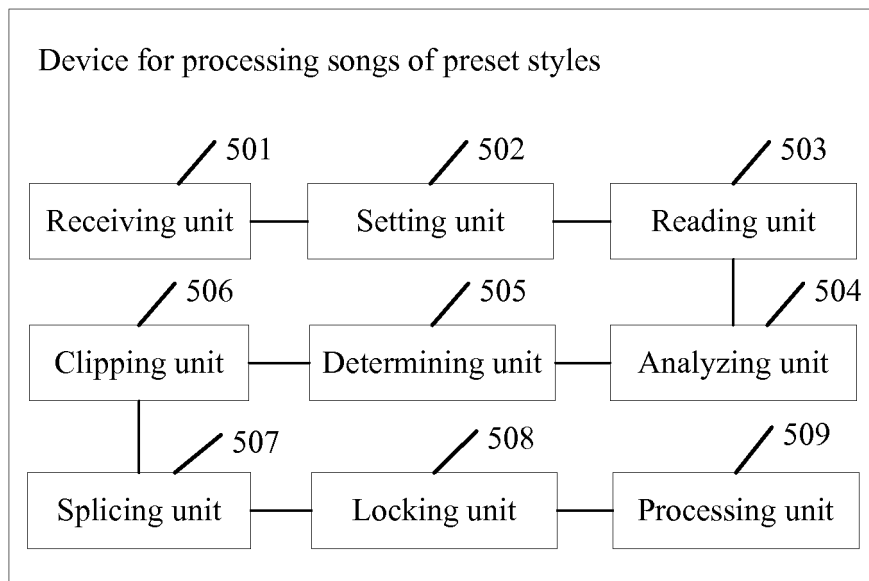 Device for processing songs of preset styles
501 502 503
Receiving unit Setting unit Reading unit
506 505 504
Clipping unit Determining unit Analyzing unit
507 508 509
Splicing unit Locking unit Processing unit